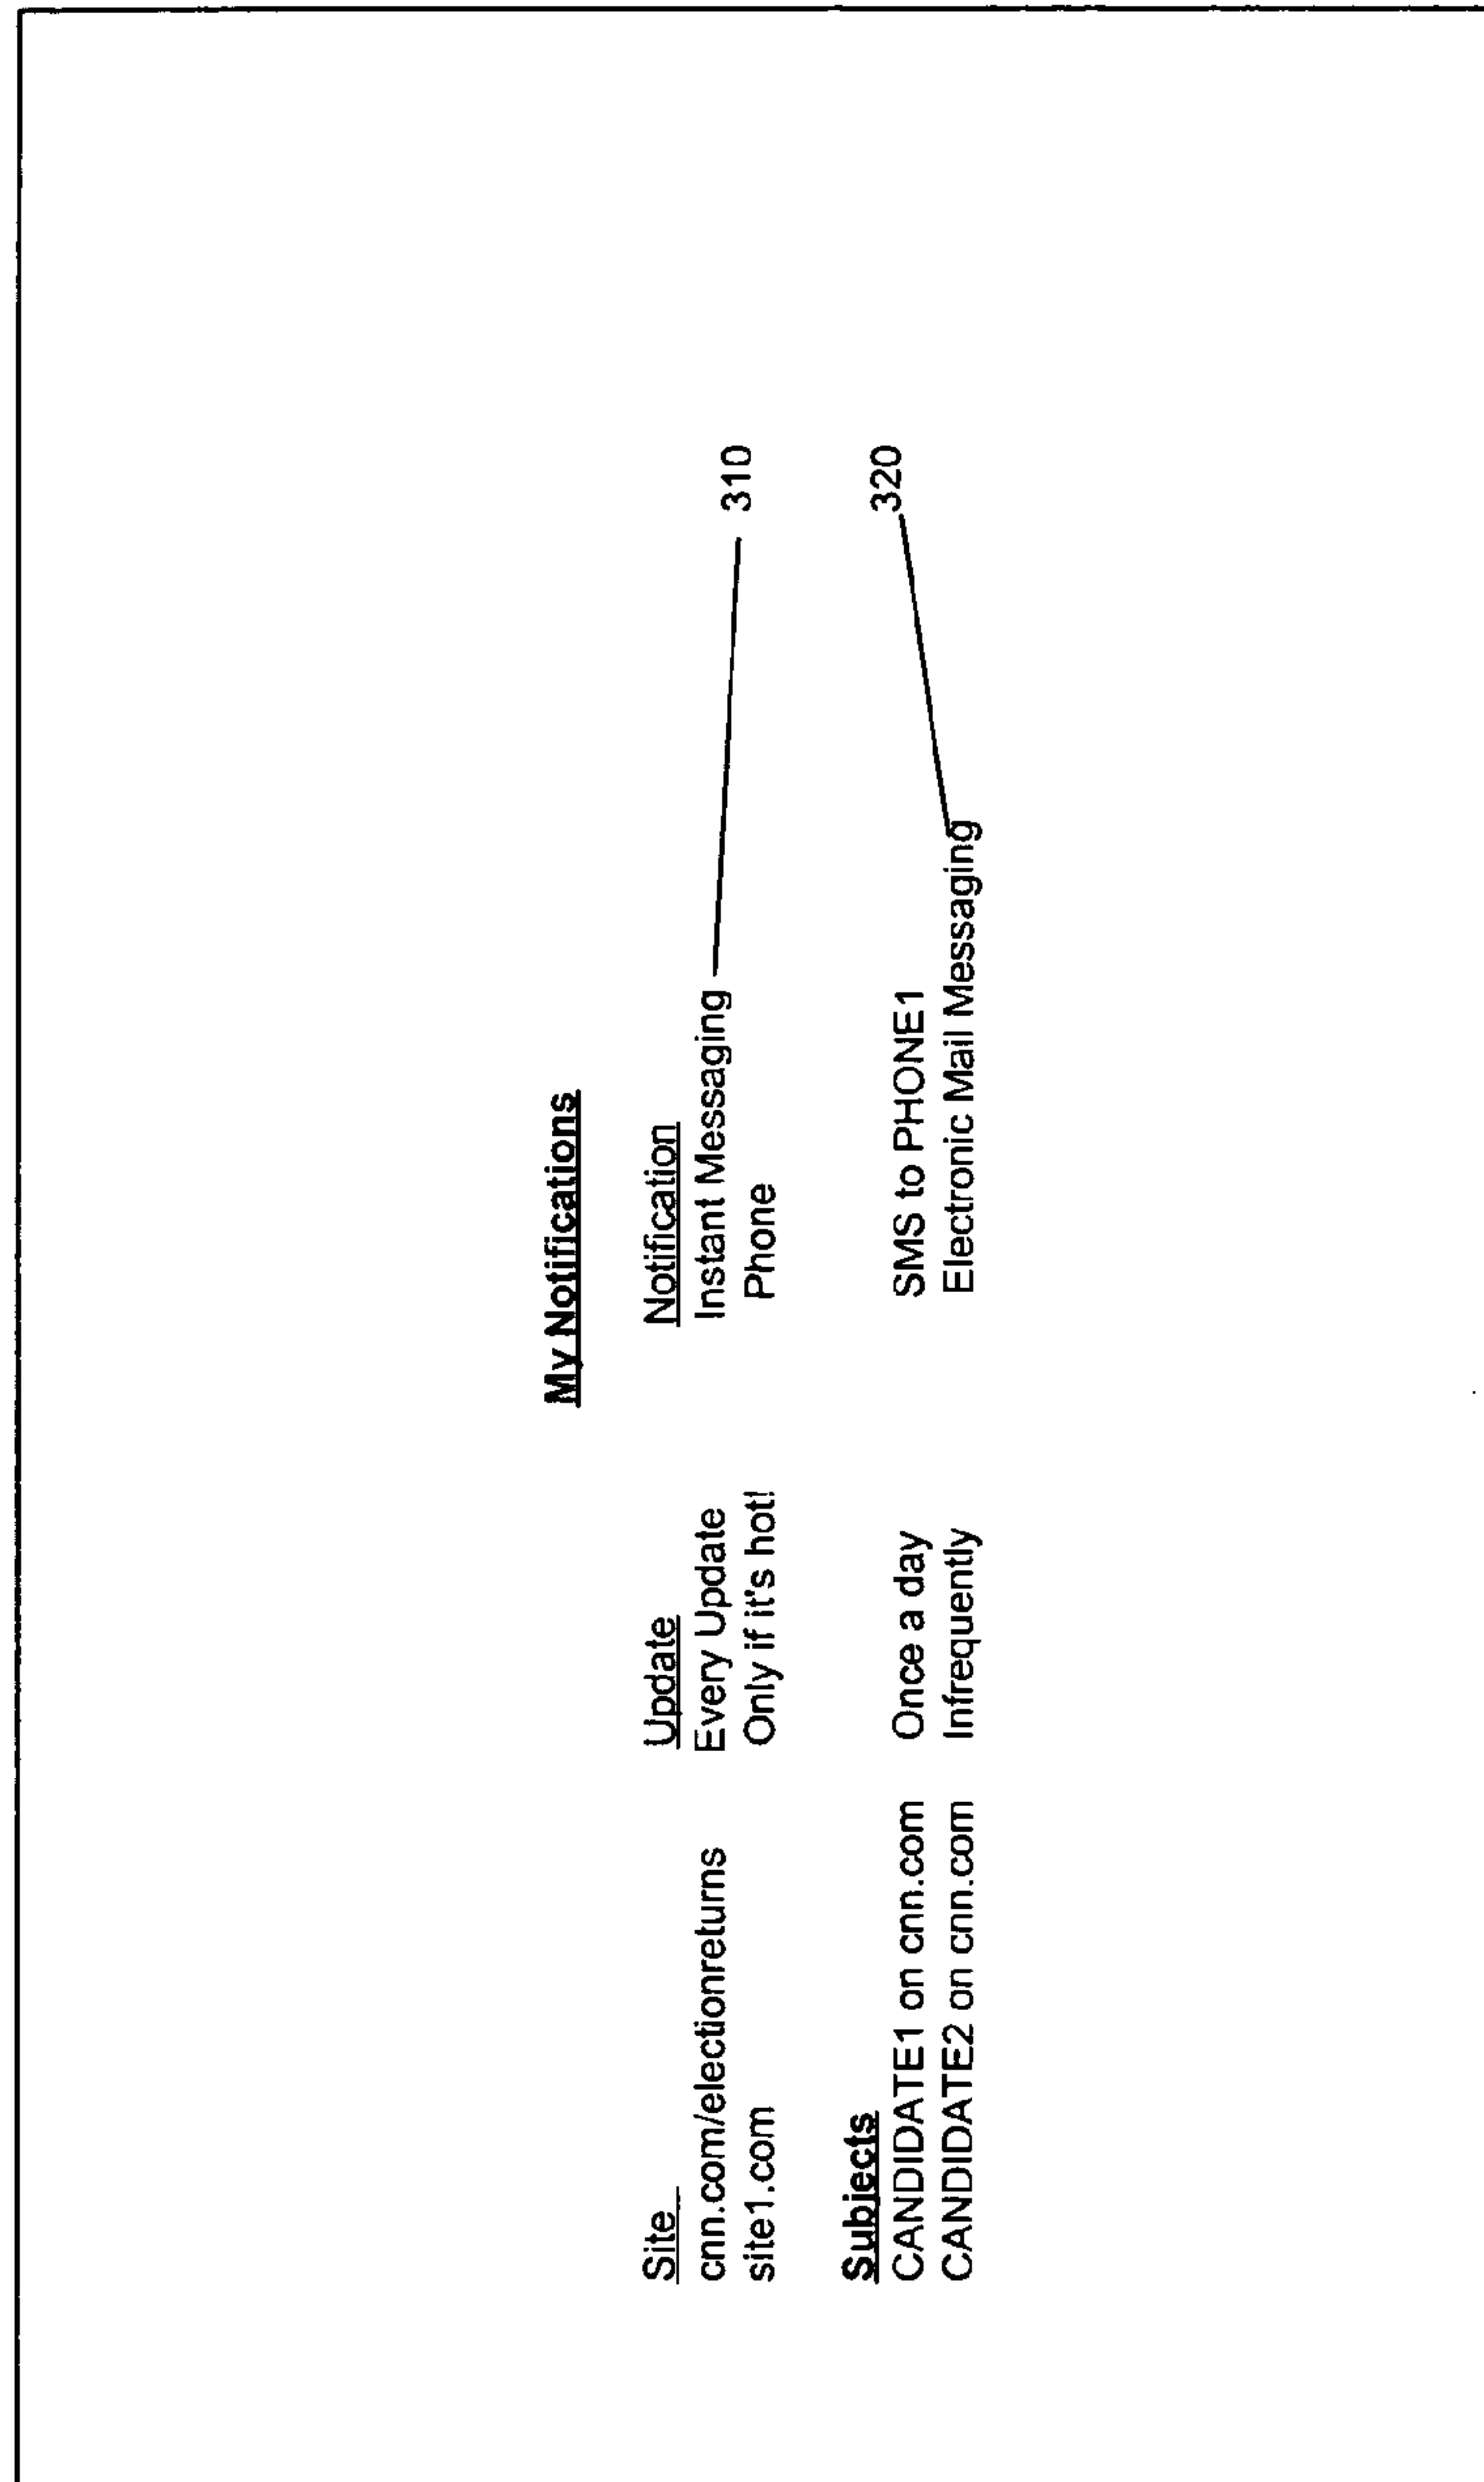 My Notifications
Site Update Notification
cnn.com/electionreturns Every Update Instant Messaging 310
site1.com Only if it's hot! Phone
Subjects 320
CANDIDATE1 on cnn.com Once a day SMS to PHONE1
CANDIDATE2 on cnn.com Infrequently Electronic Mail Messaging